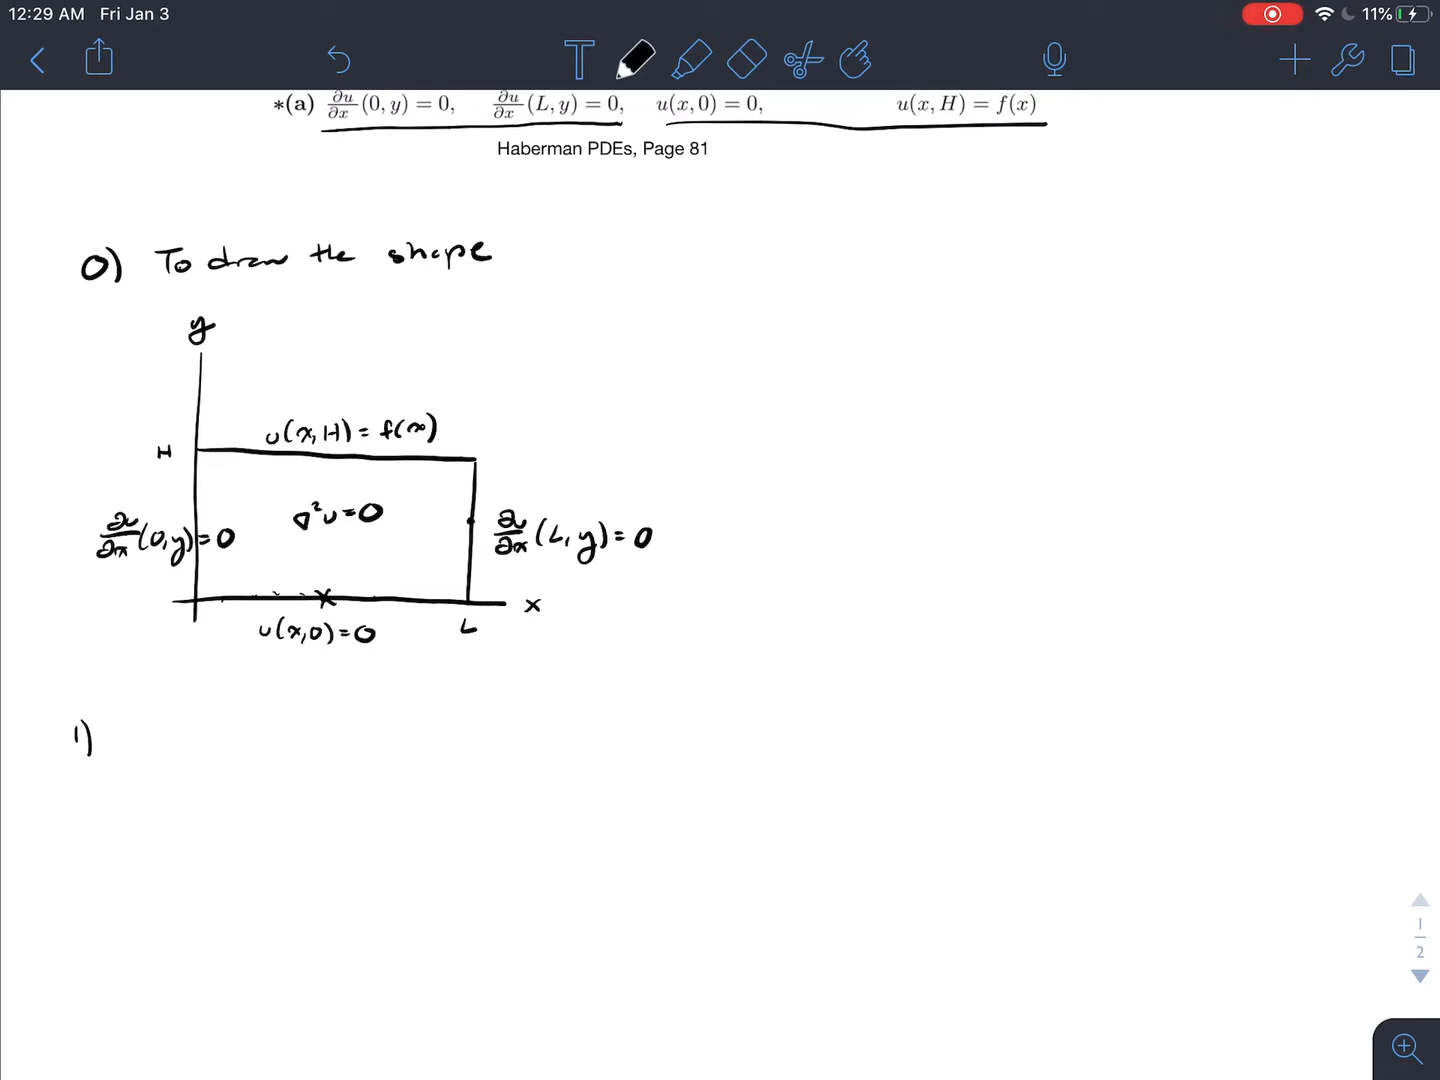 12:29 AM Fri Jan 3 11%
*(a) ∂u/∂x (0, y) = 0, ∂u/∂x (L, y) = 0, u(x, 0) = 0, u(x, H) = f(x)
Haberman PDEs, Page 81
0) To draw the shape
y
u(x,H) = f(x)
H
∇²u=0
∂u/∂x (0,y)=0
∂u/∂x (L,y)=0
x
u(x,0)=0
L
1)
1
2